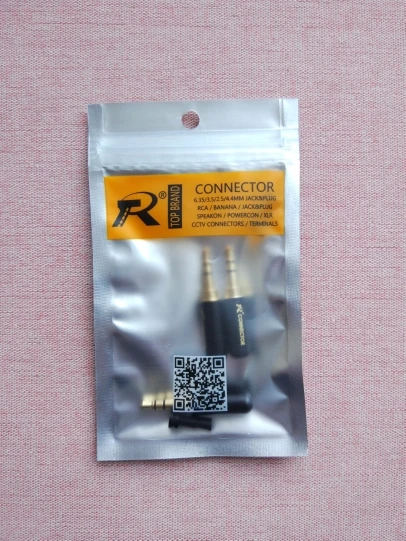 R®
TOP BRAND
CONNECTOR
6.35/3.5/2.5/4.4MM JACK&PLUG
RCA / BANANA / JACK&PLUG
SPEAKON / POWERCON / XLR
CCTV CONNECTORS / TERMINALS
R CONNECTOR